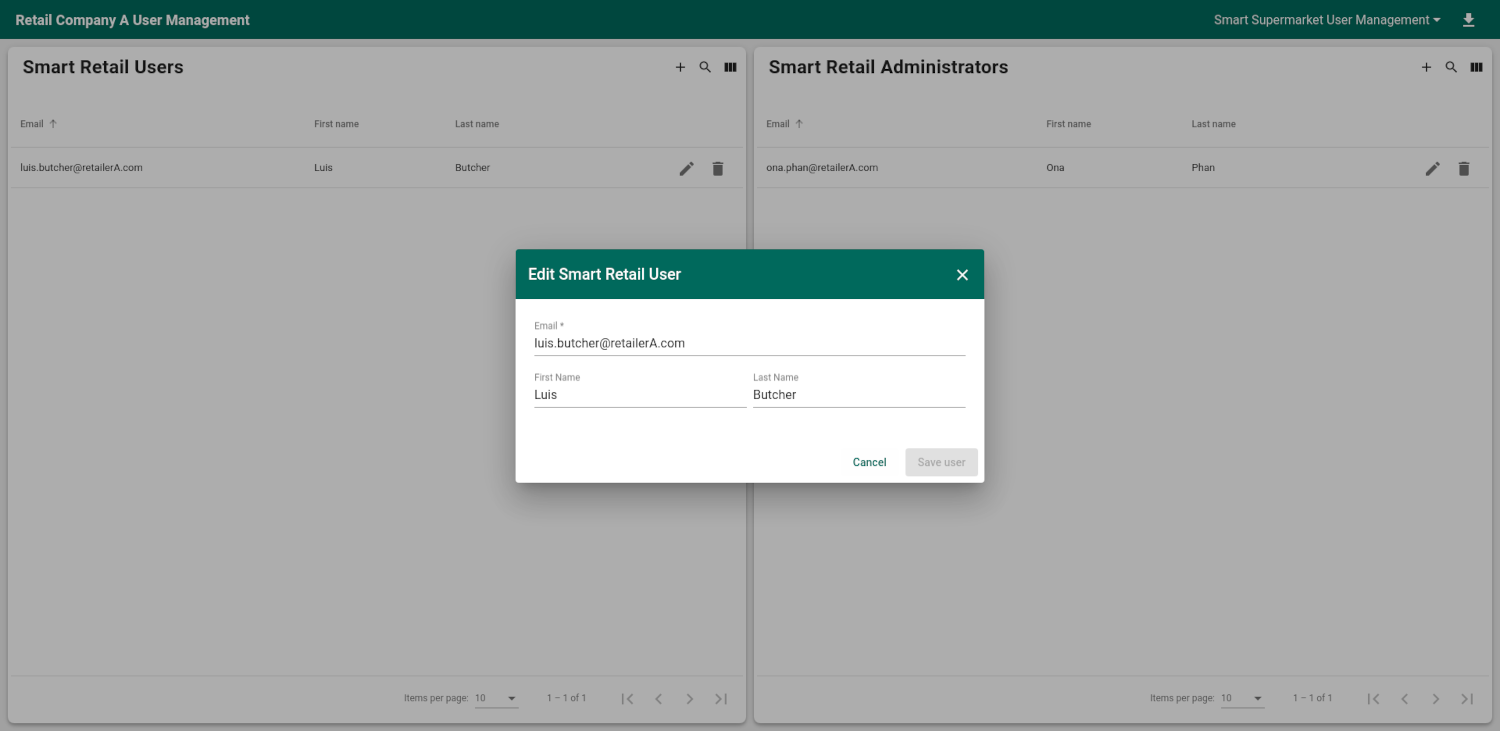 Retail Company A User Management
Smart Supermarket User Management
Smart Retail Users
Smart Retail Administrators
Email First name Last name
Email First name Last name
luis.butcher@retailerA.com Luis Butcher
ona.phan@retailerA.com Ona Phan
Edit Smart Retail User
Email *
luis.butcher@retailerA.com
First Name Last Name
Luis Butcher
Cancel Save user
Items per page: 10 1 – 1 of 1
Items per page: 10 1 – 1 of 1